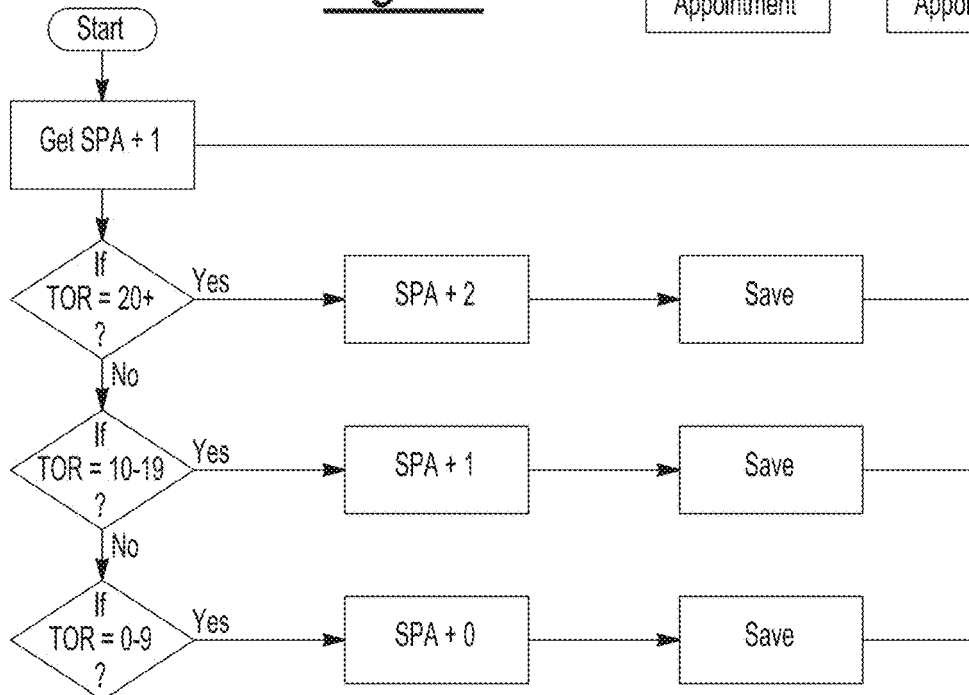 Appointment
Start
Get SPA + 1
If
TOR = 20+
?
Yes
SPA + 2
Save
No
If
TOR = 10-19
?
Yes
SPA + 1
Save
No
If
TOR = 0-9
?
Yes
SPA + 0
Save